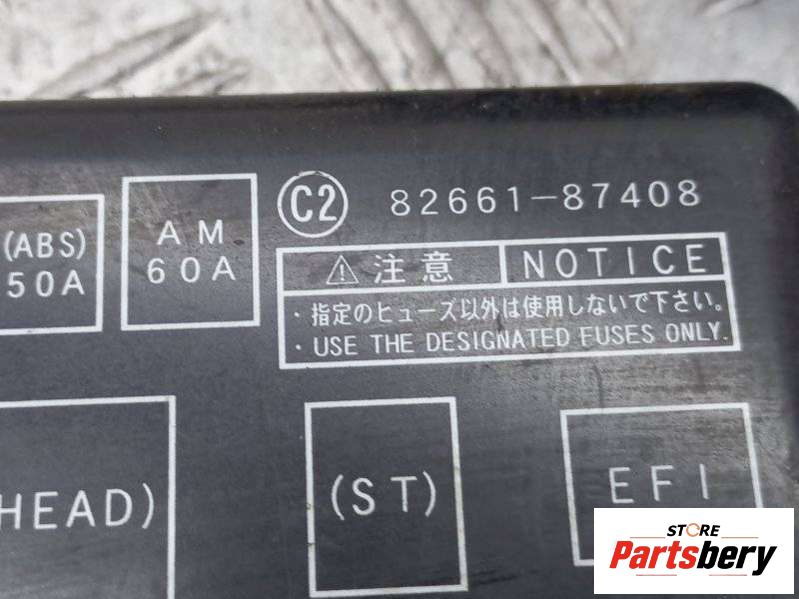 C2 82661-87408
(ABS)
50A
AM
60A
⚠注意 NOTICE
・指定のヒューズ以外は使用しないで下さい。
・USE THE DESIGNATED FUSES ONLY.
HEAD)
(ST)
EFI
STORE
Partsbery